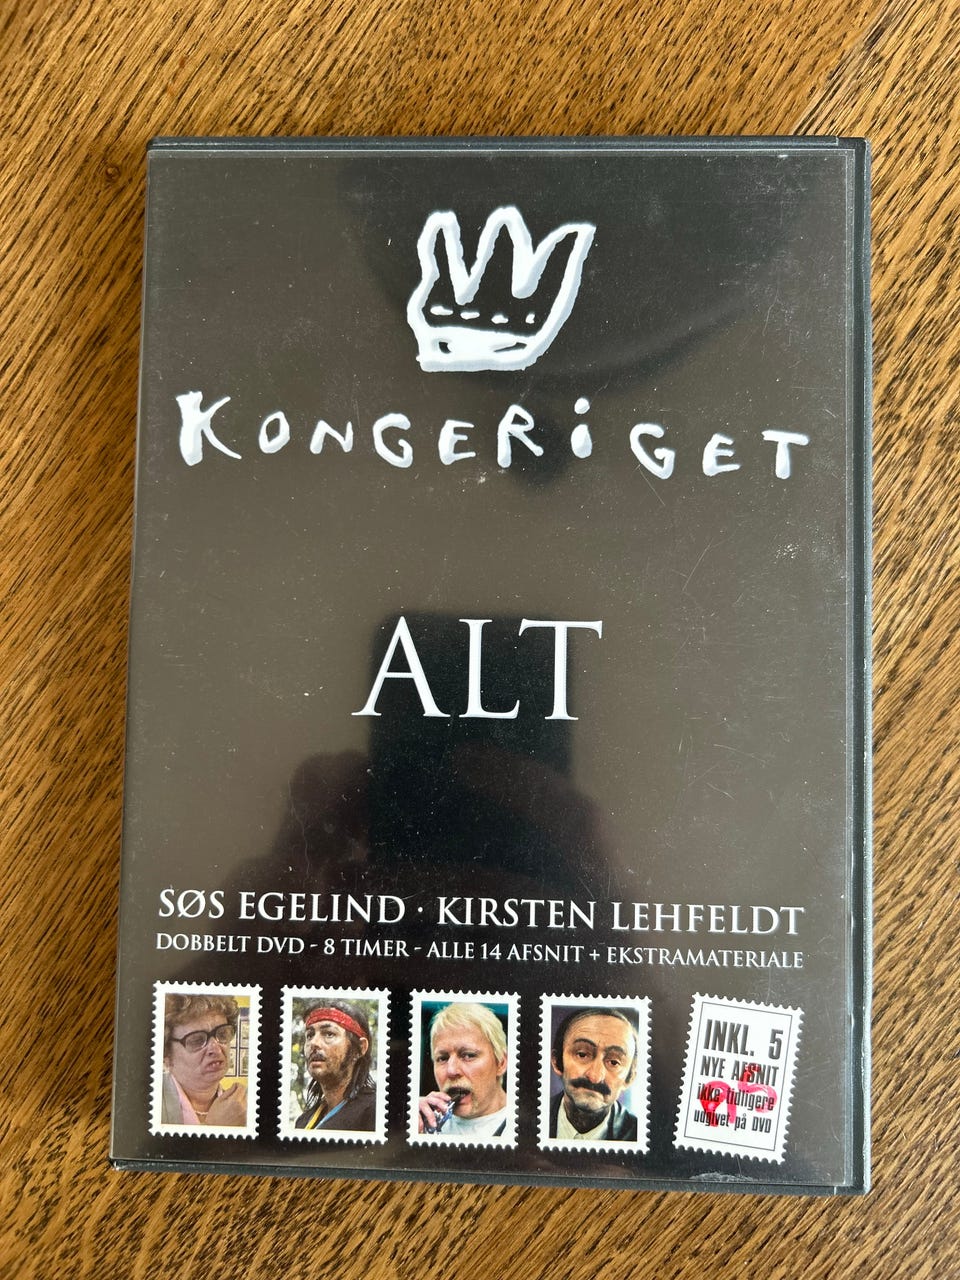 KONGERiGET
ALT
SØS EGELIND · KIRSTEN LEHFELDT
DOBBELT DVD - 8 TIMER - ALLE 14 AFSNIT + EKSTRAMATERIALE
INKL. 5
NYE AFSNIT
ikke tidligere
udgivet på DVD